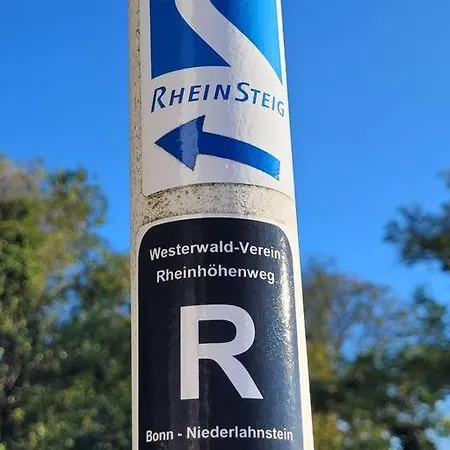 RHEINSTEIG
Westerwald-Verein
Rheinhöhenweg
R
Bonn - Niederlahnstein